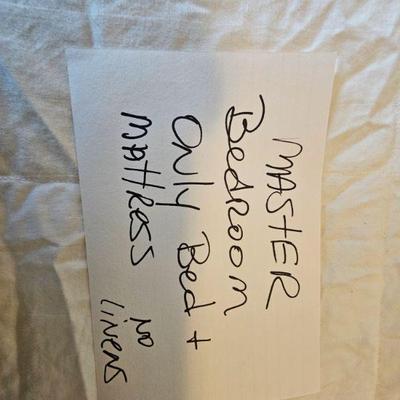 MASTER
BEDROOM
Only Bed +
MATTRESS
NO
LINENS